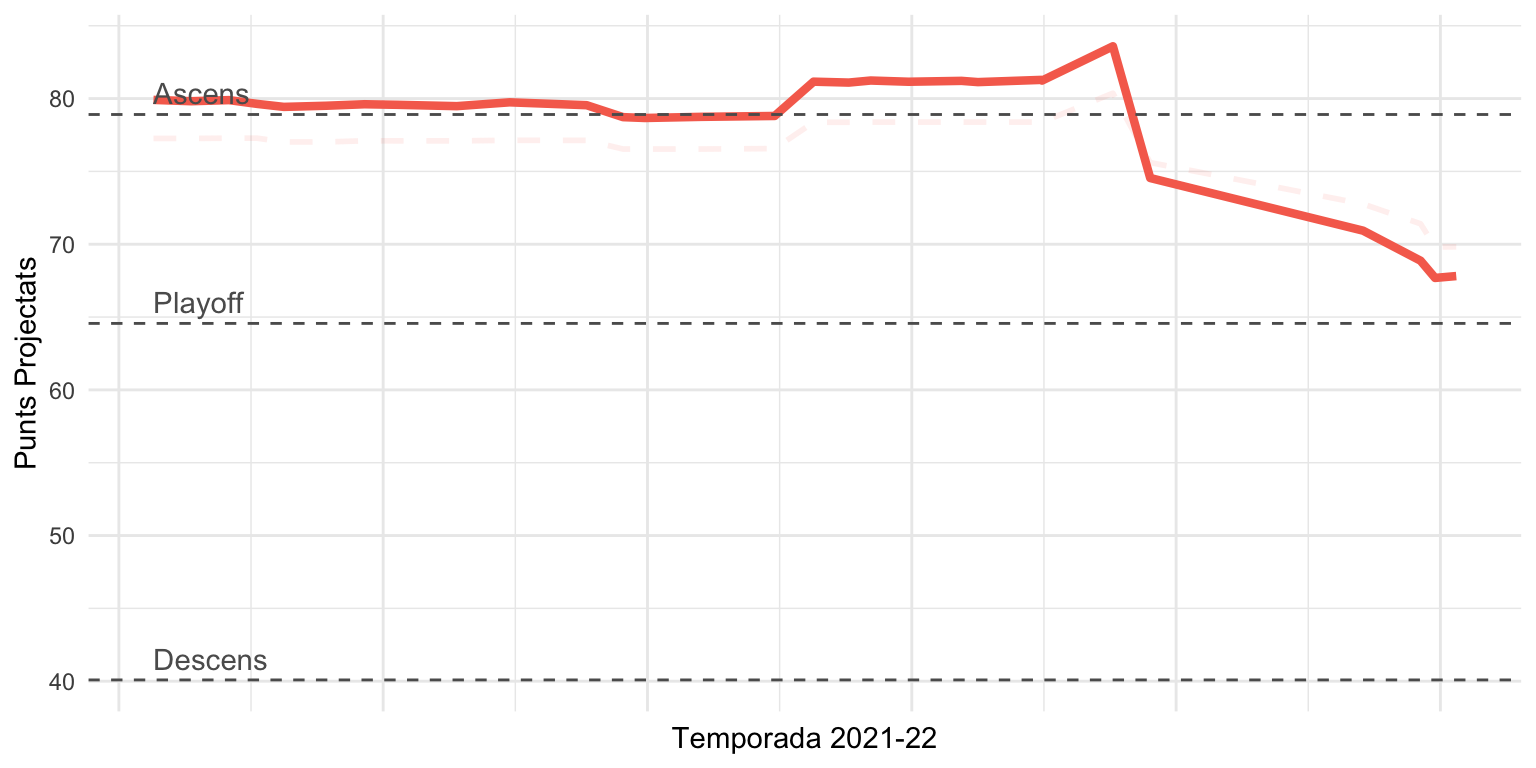 80
70
60
50
40
Punts Projectats
Ascens
Playoff
Descens
Temporada 2021-22